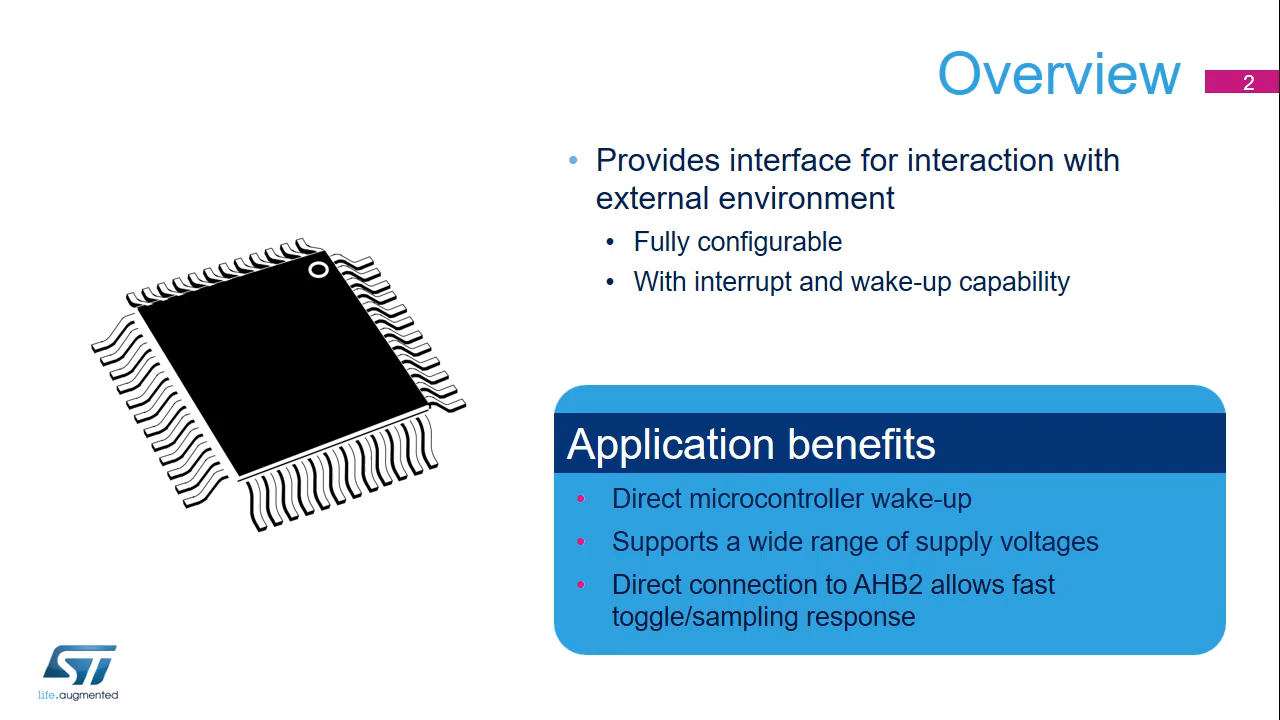 Overview
2
• Provides interface for interaction with
external environment
• Fully configurable
• With interrupt and wake-up capability
Application benefits
• Direct microcontroller wake-up
• Supports a wide range of supply voltages
• Direct connection to AHB2 allows fast
toggle/sampling response
ST
life.augmented